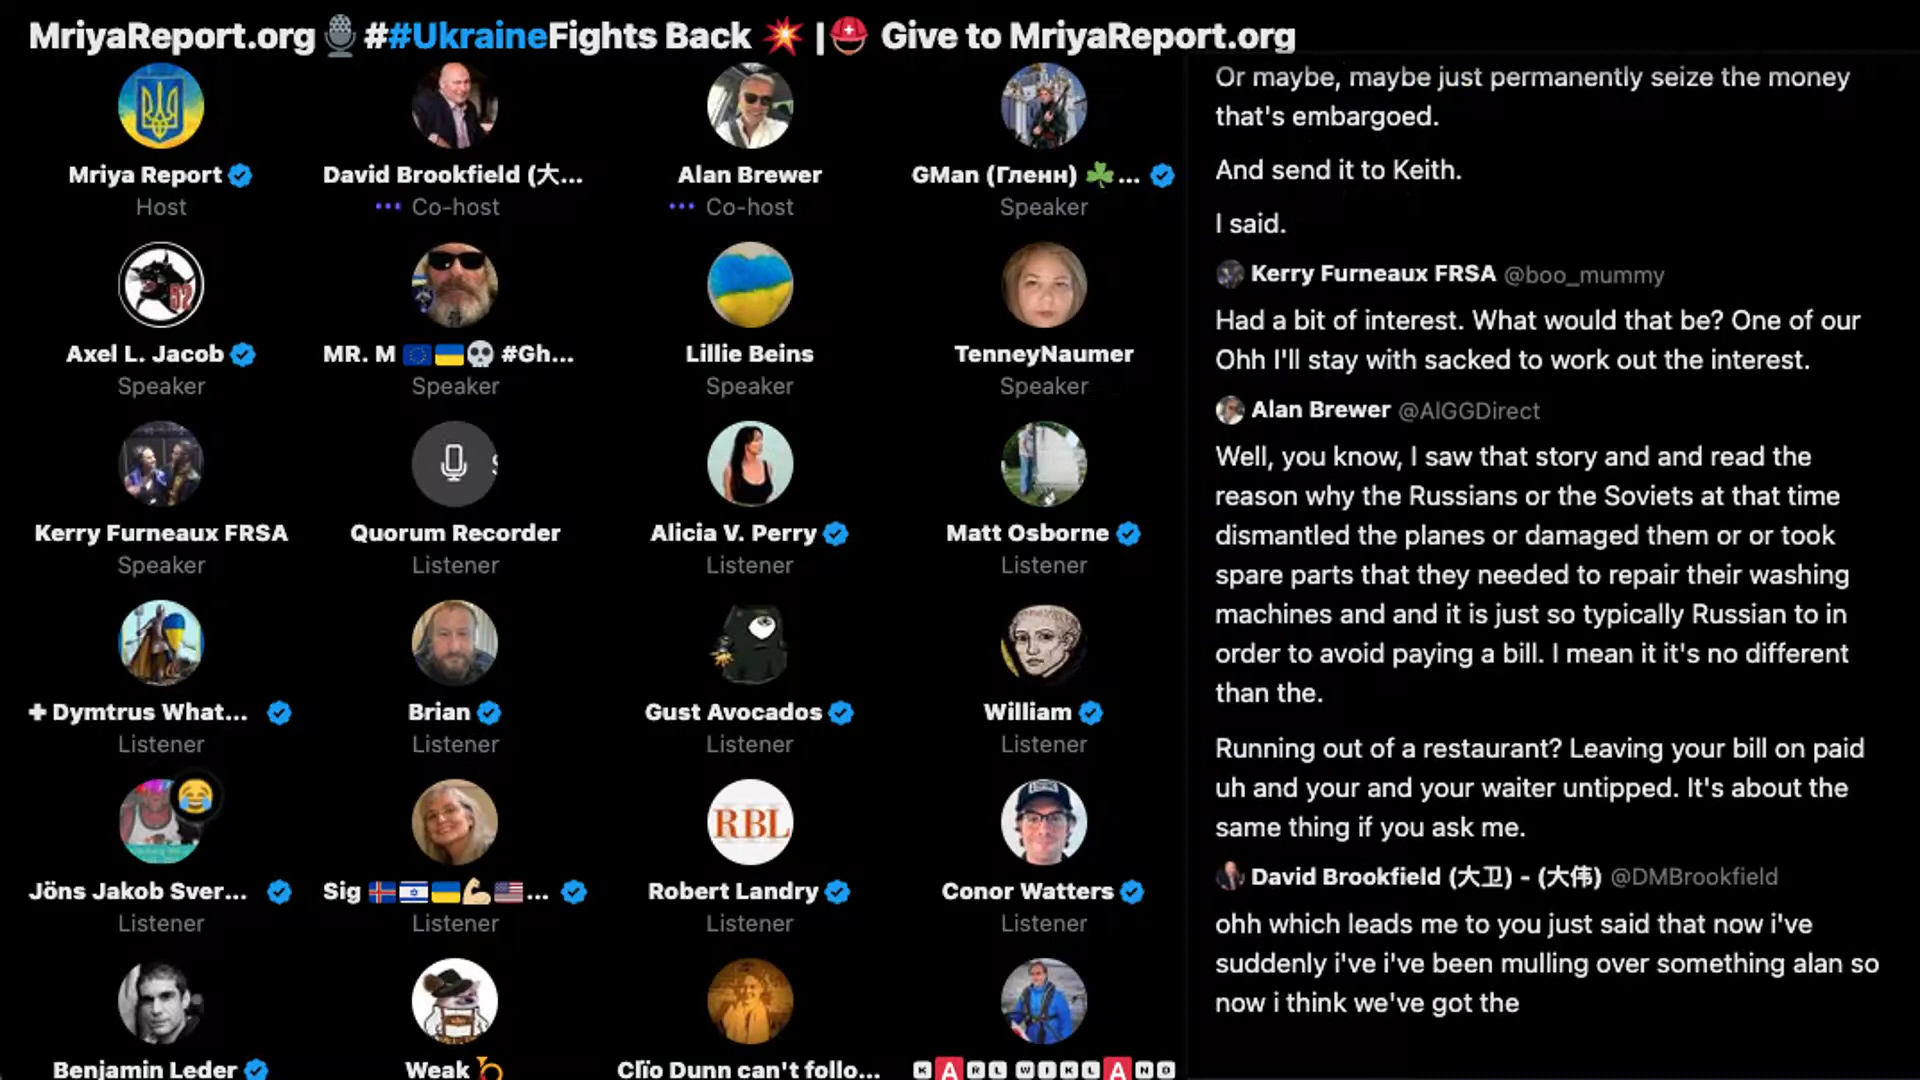 MriyaReport.org🎙️##UkraineFights Back 💥 |⛑️ Give to MriyaReport.org
Mriya Report
Host
David Brookfield (大...
Co-host
Alan Brewer
Co-host
GMan (Гленн) ☘️...
Speaker
Axel L. Jacob
Speaker
MR. M 🇪🇺🇺🇦💀 #Gh...
Speaker
Lillie Beins
Speaker
TenneyNaumer
Speaker
Kerry Furneaux FRSA
Speaker
Quorum Recorder
Listener
Alicia V. Perry
Listener
Matt Osborne
Listener
✚ Dymtrus What...
Listener
Brian
Listener
Gust Avocados
Listener
William
Listener
Jöns Jakob Sver...
Listener
Sig 🇮🇸🇮🇱🇺🇦💪🏼🇺🇸...
Listener
RBL
Robert Landry
Listener
Conor Watters
Listener
Benjamin Leder
Weak
Clïo Dunn can't follo...
KARL WIKLAND
Or maybe, maybe just permanently seize the money
that's embargoed.
And send it to Keith.
I said.
Kerry Furneaux FRSA @boo_mummy
Had a bit of interest. What would that be? One of our
Ohh I'll stay with sacked to work out the interest.
Alan Brewer @AlGGDirect
Well, you know, I saw that story and and read the
reason why the Russians or the Soviets at that time
dismantled the planes or damaged them or or took
spare parts that they needed to repair their washing
machines and and it is just so typically Russian to in
order to avoid paying a bill. I mean it it's no different
than the.
Running out of a restaurant? Leaving your bill on paid
uh and your and your waiter untipped. It's about the
same thing if you ask me.
David Brookfield (大卫) - (大伟) @DMBrookfield
ohh which leads me to you just said that now i've
suddenly i've i've been mulling over something alan so
now i think we've got the